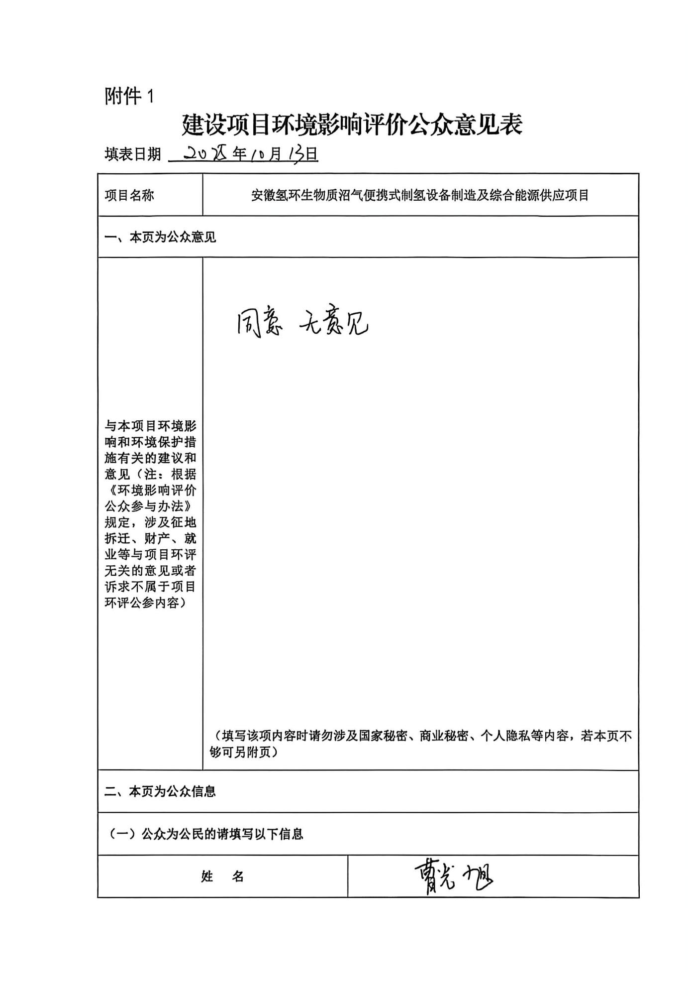 附件 1
建设项目环境影响评价公众意见表
填表日期 2025年10月13日
项目名称
安徽氢环生物质沼气便携式制氢设备制造及综合能源供应项目
一、本页为公众意见
与本项目环境影
响和环境保护措
施有关的建议和
意见（注：根据
《环境影响评价
公众参与办法》
规定，涉及征地
拆迁、财产、就
业等与项目环评
无关的意见或者
诉求不属于项目
环评公参内容）
同意 无意见
（填写该项内容时请勿涉及国家秘密、商业秘密、个人隐私等内容，若本页不
够可另附页）
二、本页为公众信息
（一）公众为公民的请填写以下信息
姓 名
曹光旭